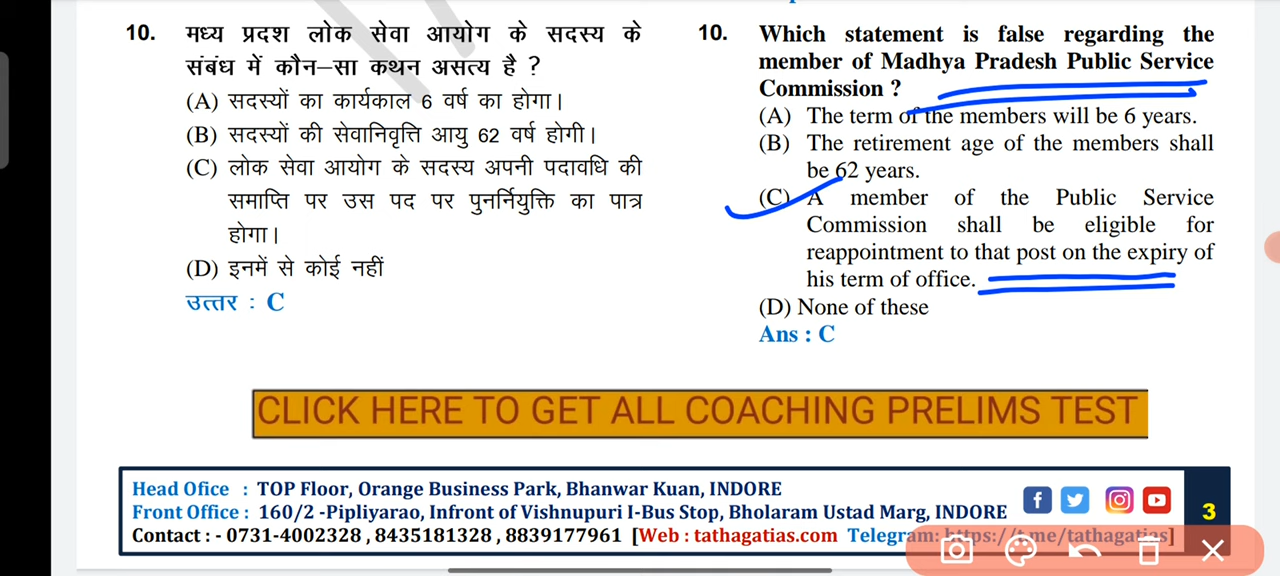 10. मध्य प्रदश लोक सेवा आयोग के सदस्य के
संबंध में कौन–सा कथन असत्य है ?
(A) सदस्यों का कार्यकाल 6 वर्ष का होगा।
(B) सदस्यों की सेवानिवृत्ति आयु 62 वर्ष होगी।
(C) लोक सेवा आयोग के सदस्य अपनी पदावधि की
समाप्ति पर उस पद पर पुनर्नियुक्ति का पात्र
होगा।
(D) इनमें से कोई नहीं
उत्तर : C
10. Which statement is false regarding the
member of Madhya Pradesh Public Service
Commission ?
(A) The term of the members will be 6 years.
(B) The retirement age of the members shall
be 62 years.
(C) A member of the Public Service
Commission shall be eligible for
reappointment to that post on the expiry of
his term of office.
(D) None of these
Ans : C
CLICK HERE TO GET ALL COACHING PRELIMS TEST
Head Ofice : TOP Floor, Orange Business Park, Bhanwar Kuan, INDORE
Front Office : 160/2 -Pipliyarao, Infront of Vishnupuri I-Bus Stop, Bholaram Ustad Marg, INDORE
Contact : - 0731-4002328 , 8435181328 , 8839177961 [Web : tathagatias.com Telegram: https://t.me/tathagatias]
3